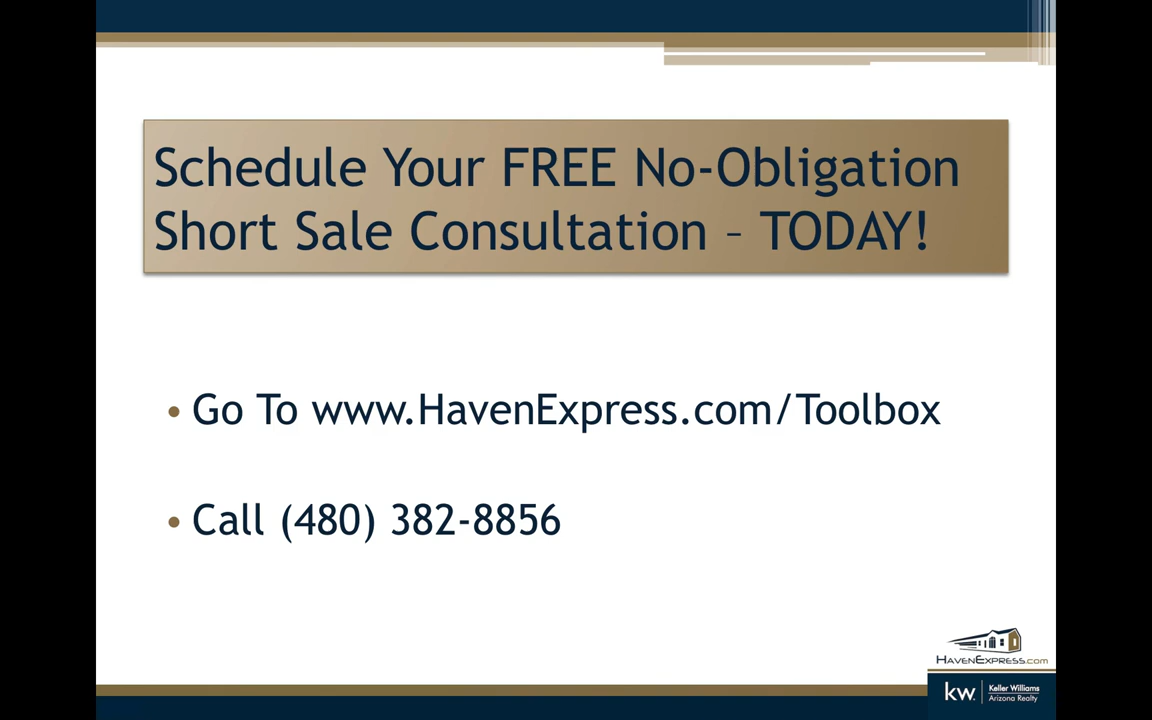 Schedule Your FREE No-Obligation
Short Sale Consultation – TODAY!
• Go To www.HavenExpress.com/Toolbox
• Call (480) 382-8856
HAVENEXPRESS.com
kw. Keller Williams
Arizona Realty